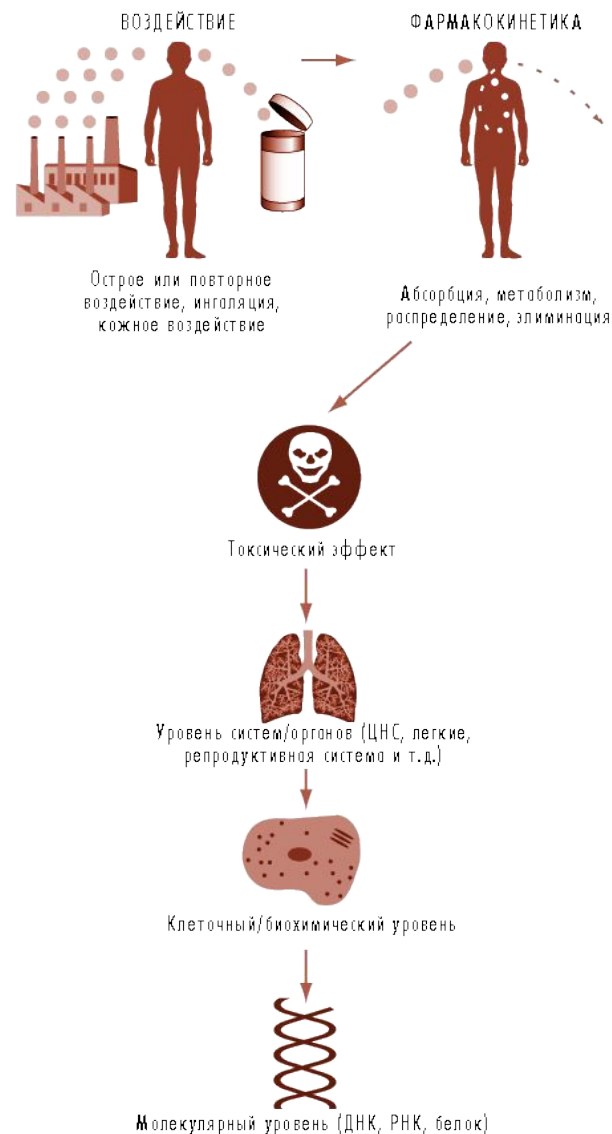 ВОЗДЕЙСТВИЕ
ФАРМАКОКИНЕТИКА
Острое или повторное
воздействие, ингаляция,
кожное воздействие
Абсорбция, метаболизм,
распределение, элиминация
Токсический эффект
Уровень систем/органов (ЦНС, легкие,
репродуктивная система и т.д.)
Клеточный/биохимический уровень
Молекулярный уровень (ДНК, РНК, белок)